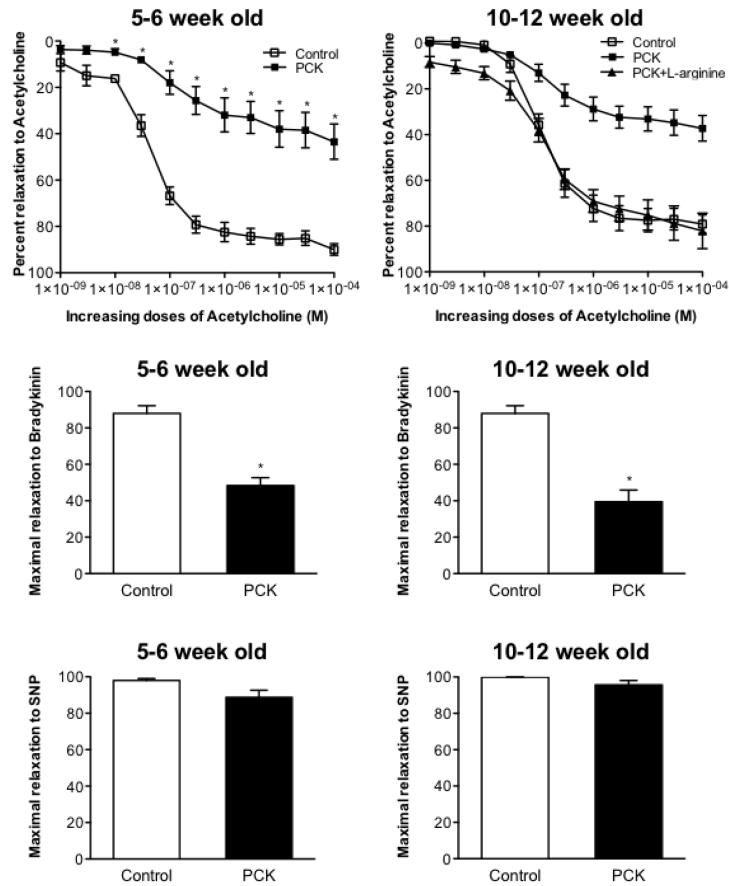 5-6 week old
Percent relaxation to Acetylcholine
0
20
40
60
80
100
* * * * * * * * *
Control
PCK
1×10-09 1×10-08 1×10-07 1×10-06 1×10-05 1×10-04
Increasing doses of Acetylcholine (M)
10-12 week old
Percent relaxation to Acetylcholine
0
20
40
60
80
100
Control
PCK
PCK+L-arginine
1×10-09 1×10-08 1×10-07 1×10-06 1×10-05 1×10-04
Increasing doses of Acetylcholine (M)
5-6 week old
Maximal relaxation to Bradykinin
100
80
60
40
20
0
*
Control PCK
10-12 week old
Maximal relaxation to Bradykinin
100
80
60
40
20
0
*
Control PCK
5-6 week old
Maximal relaxation to SNP
100
80
60
40
20
0
Control PCK
10-12 week old
Maximal relaxation to SNP
100
80
60
40
20
0
Control PCK